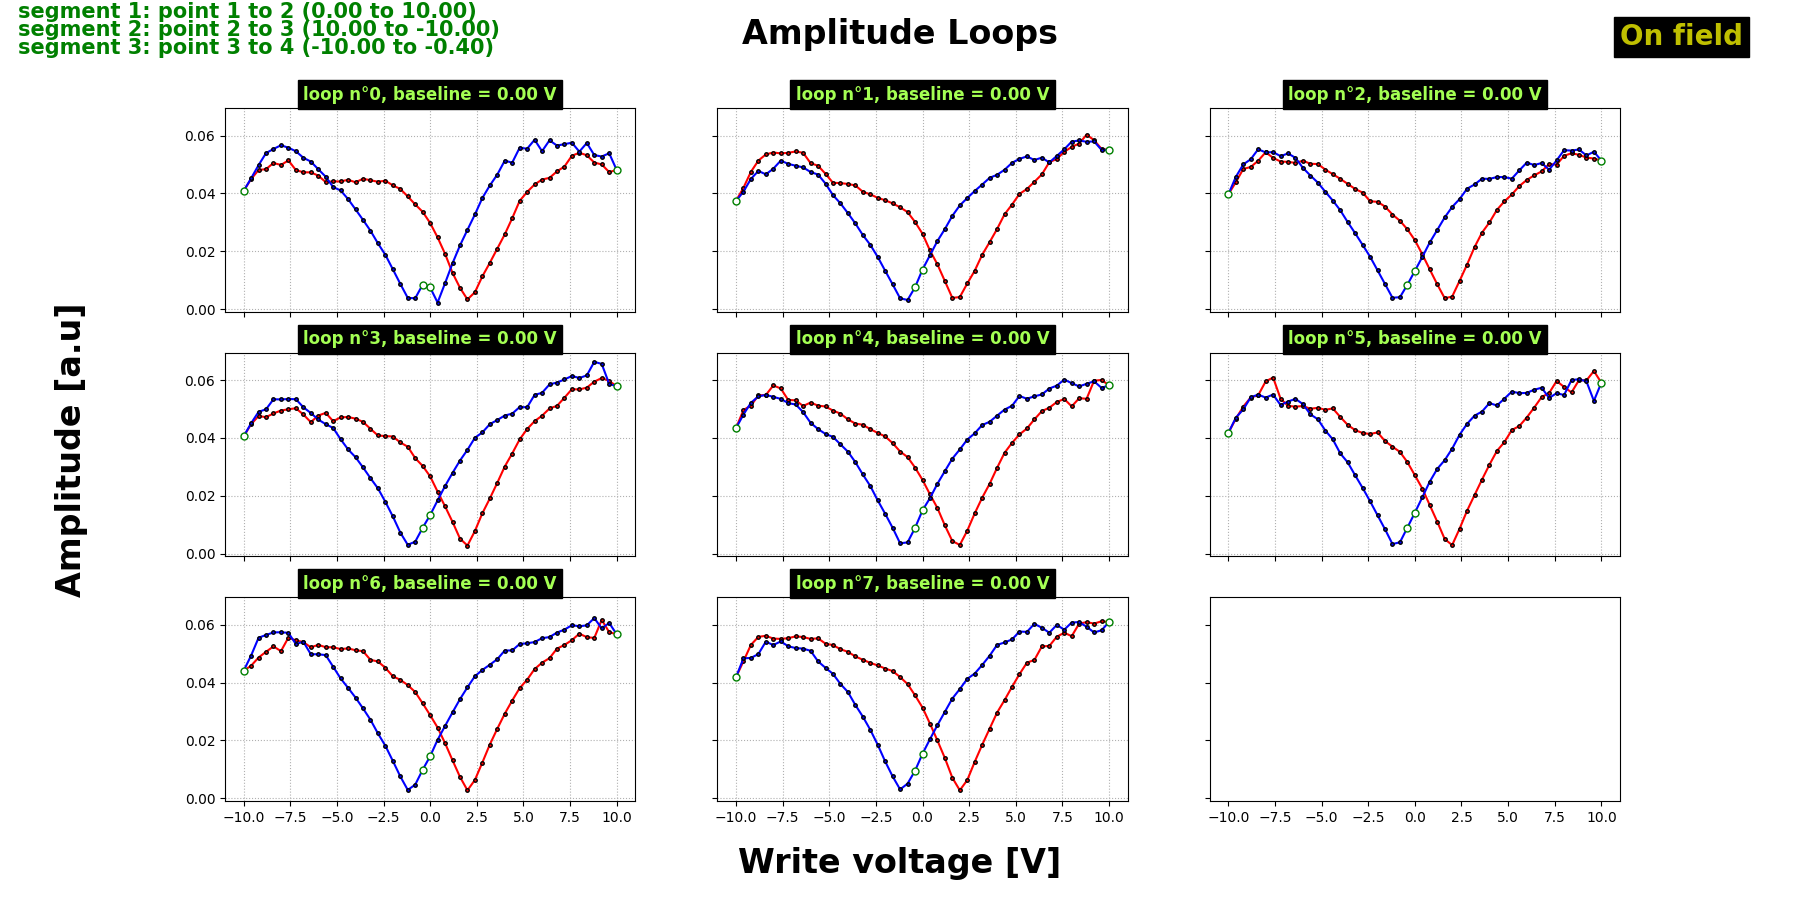 segment 1: point 1 to 2 (0.00 to 10.00)
segment 2: point 2 to 3 (10.00 to -10.00)
segment 3: point 3 to 4 (-10.00 to -0.40)
Amplitude Loops
On field
loop n°0, baseline = 0.00 V
loop n°1, baseline = 0.00 V
loop n°2, baseline = 0.00 V
0.06
0.04
0.02
0.00
loop n°3, baseline = 0.00 V
loop n°4, baseline = 0.00 V
loop n°5, baseline = 0.00 V
0.06
0.04
0.02
0.00
Amplitude [a.u]
loop n°6, baseline = 0.00 V
loop n°7, baseline = 0.00 V
0.06
0.04
0.02
0.00
−10.0 −7.5 −5.0 −2.5 0.0 2.5 5.0 7.5 10.0
−10.0 −7.5 −5.0 −2.5 0.0 2.5 5.0 7.5 10.0
−10.0 −7.5 −5.0 −2.5 0.0 2.5 5.0 7.5 10.0
Write voltage [V]